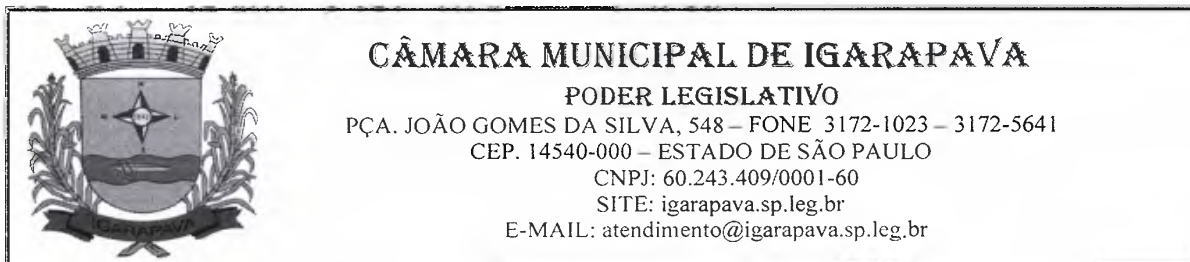 CÂMARA MUNICIPAL DE IGARAPAVA
PODER LEGISLATIVO
PÇA. JOÃO GOMES DA SILVA, 548 – FONE 3172-1023 – 3172-5641
CEP. 14540-000 – ESTADO DE SÃO PAULO
CNPJ: 60.243.409/0001-60
SITE: igarapava.sp.leg.br
E-MAIL: atendimento@igarapava.sp.leg.br
IGARAPAVA